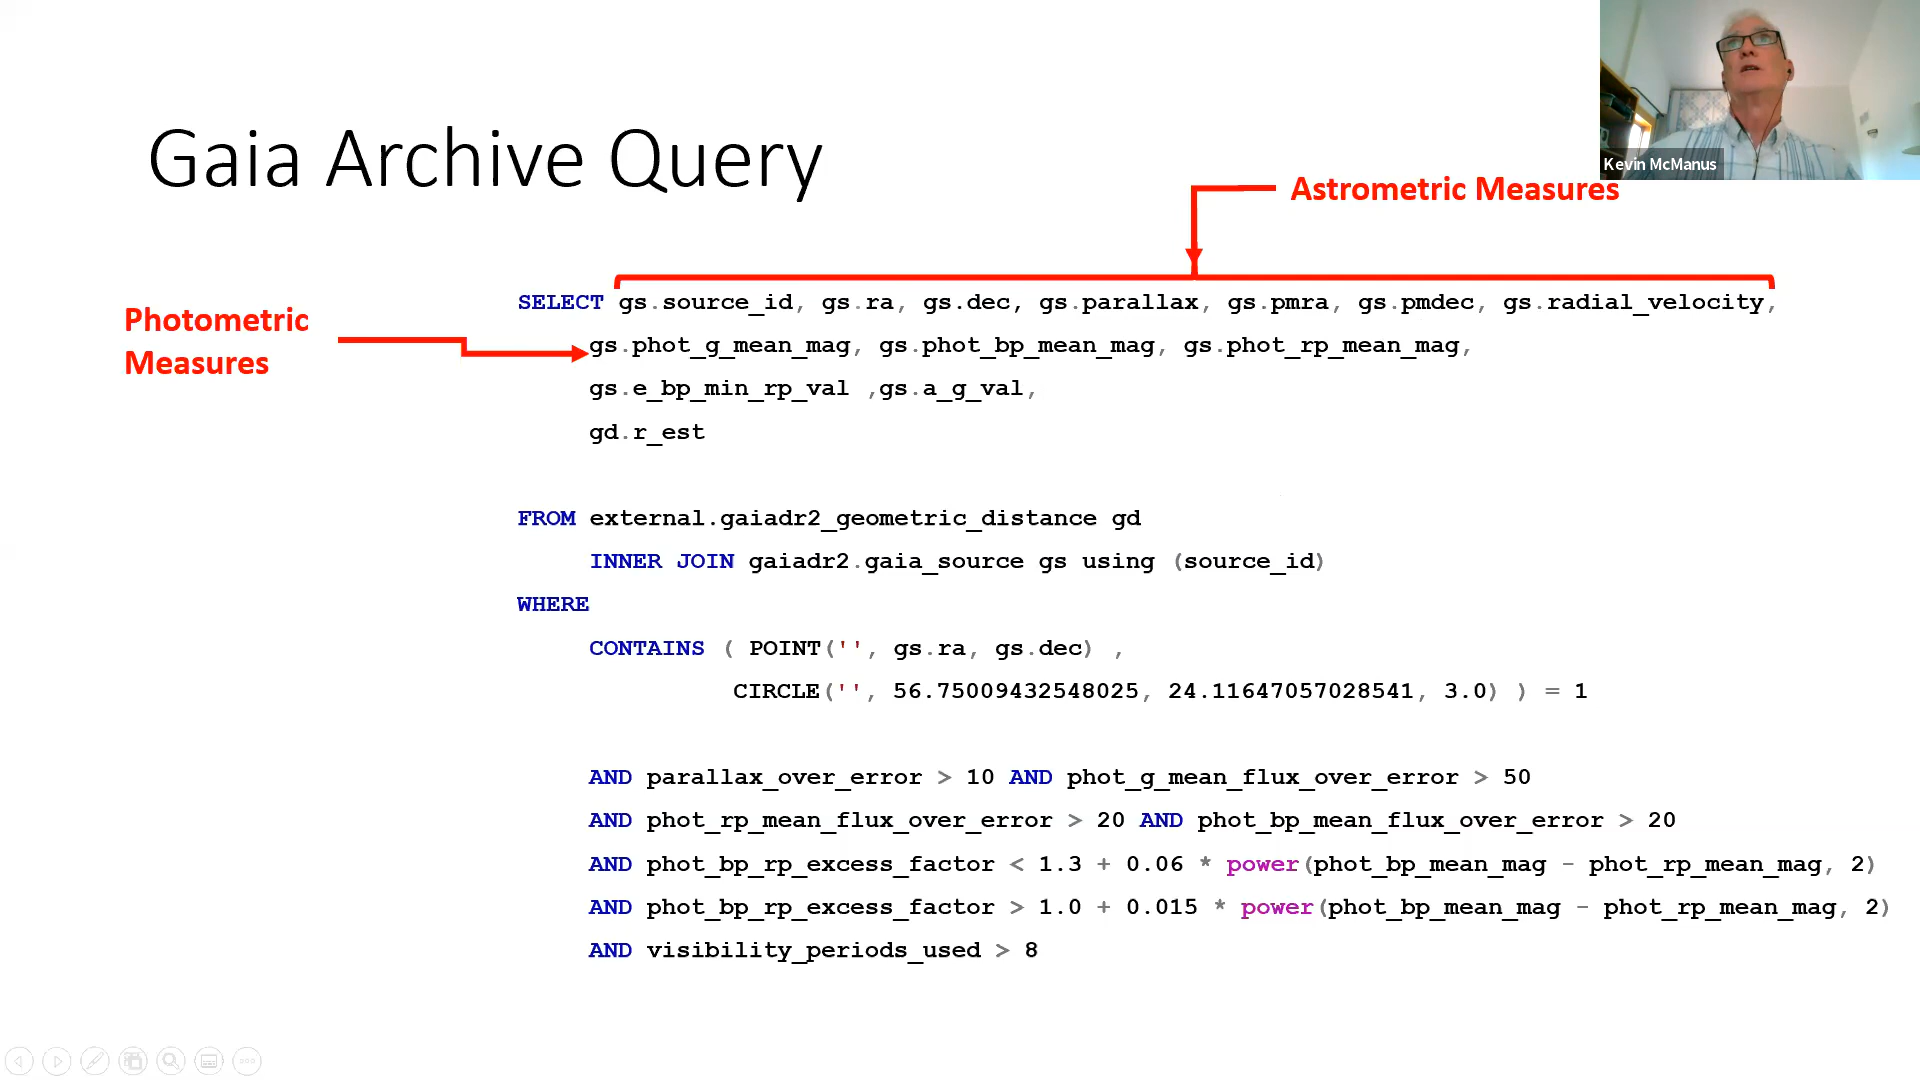 Kevin McManus
Gaia Archive Query
Astrometric Measures
Photometric
Measures
SELECT gs.source_id, gs.ra, gs.dec, gs.parallax, gs.pmra, gs.pmdec, gs.radial_velocity,
gs.phot_g_mean_mag, gs.phot_bp_mean_mag, gs.phot_rp_mean_mag,
gs.e_bp_min_rp_val ,gs.a_g_val,
gd.r_est
FROM external.gaiadr2_geometric_distance gd
INNER JOIN gaiadr2.gaia_source gs using (source_id)
WHERE
CONTAINS ( POINT('', gs.ra, gs.dec) ,
CIRCLE('', 56.75009432548025, 24.11647057028541, 3.0) ) = 1
AND parallax_over_error > 10 AND phot_g_mean_flux_over_error > 50
AND phot_rp_mean_flux_over_error > 20 AND phot_bp_mean_flux_over_error > 20
AND phot_bp_rp_excess_factor < 1.3 + 0.06 * power(phot_bp_mean_mag - phot_rp_mean_mag, 2)
AND phot_bp_rp_excess_factor > 1.0 + 0.015 * power(phot_bp_mean_mag - phot_rp_mean_mag, 2)
AND visibility_periods_used > 8